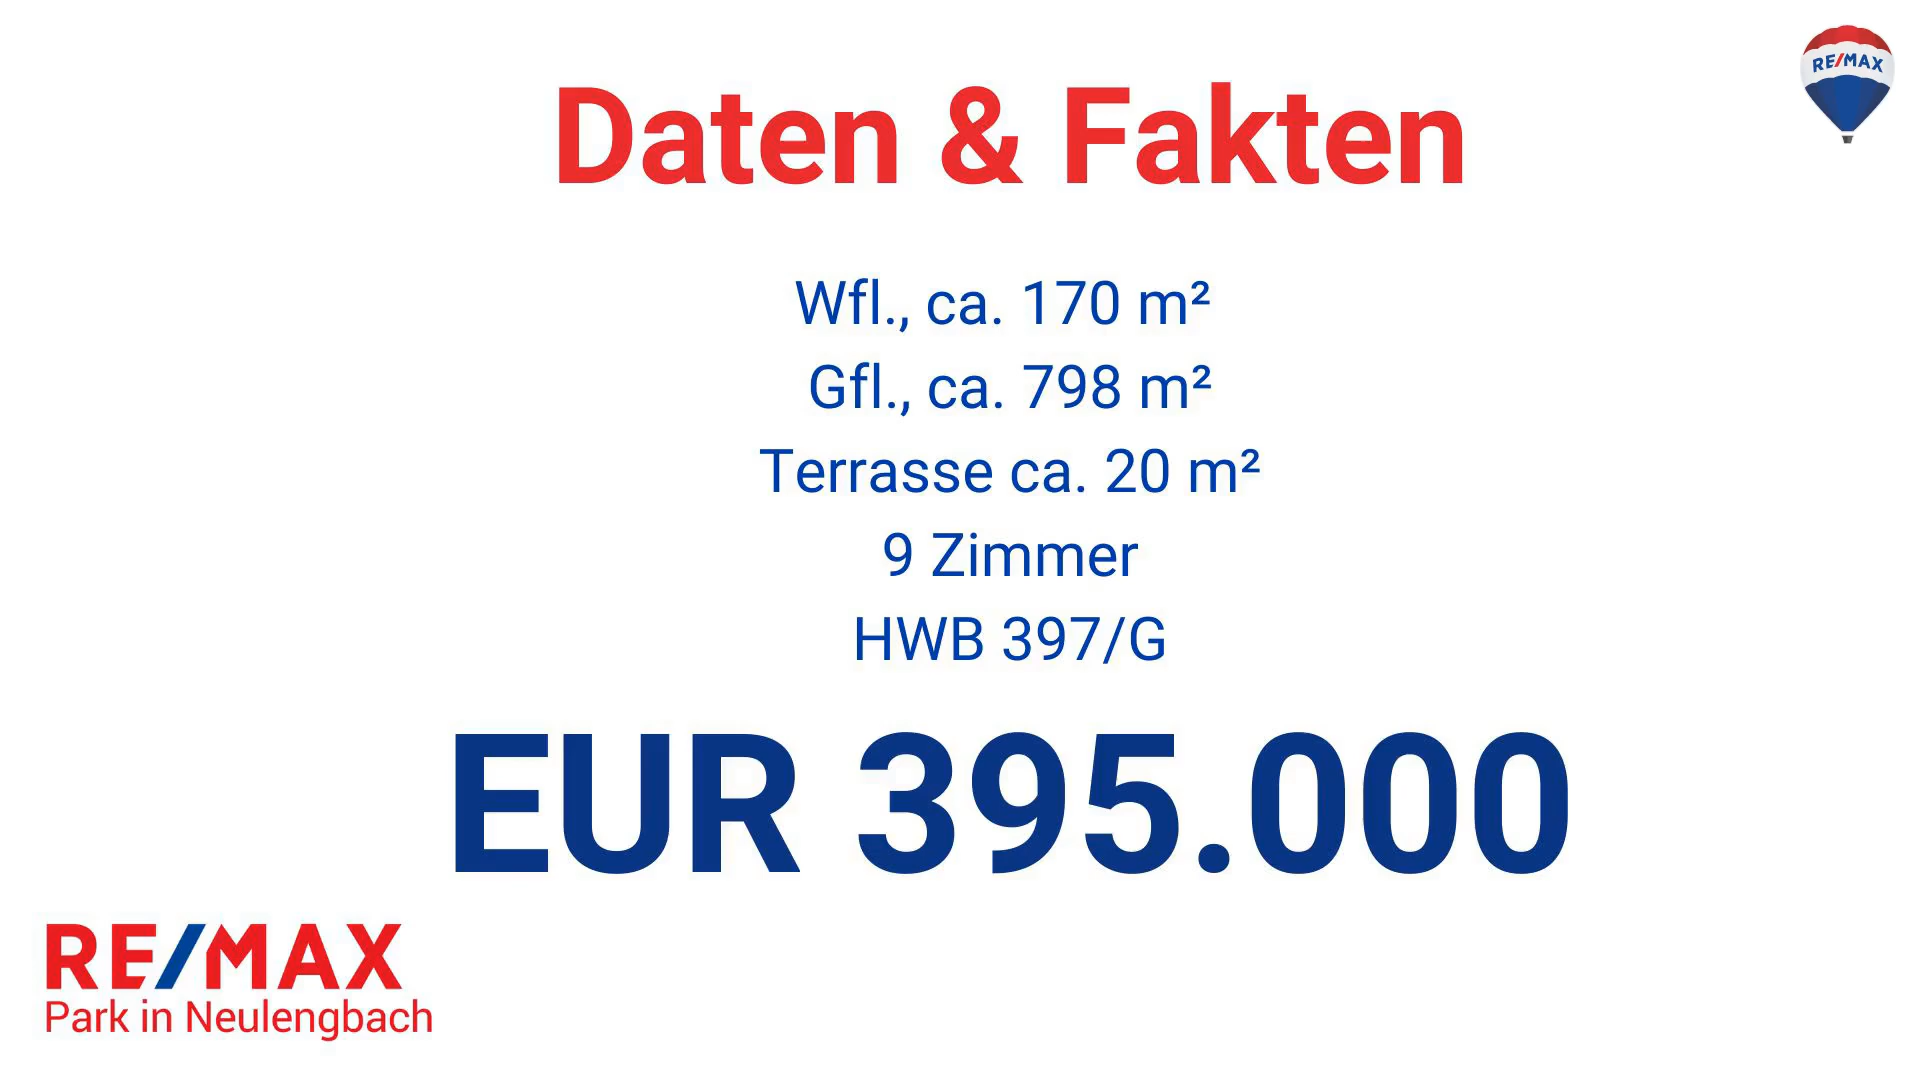 RE/MAX
Daten & Fakten
Wfl., ca. 170 m²
Gfl., ca. 798 m²
Terrasse ca. 20 m²
9 Zimmer
HWB 397/G
EUR 395.000
RE/MAX
Park in Neulengbach